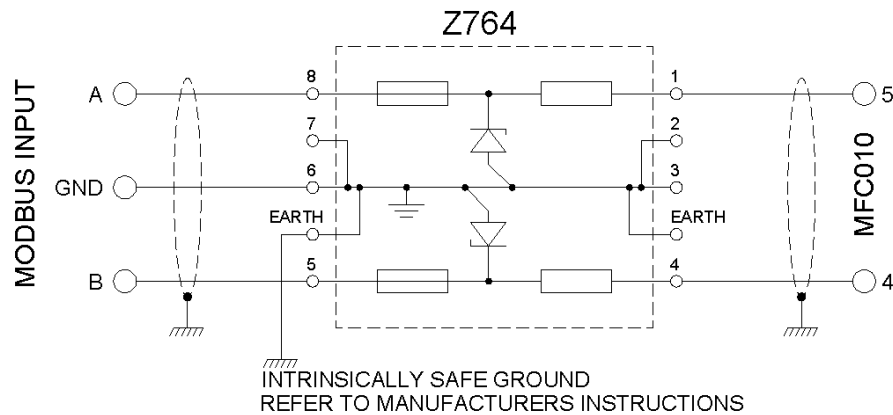 Z764
MODBUS INPUT
A
8
1
5
7
2
GND
6
3
EARTH
EARTH
B
5
4
4
MFC010
INTRINSICALLY SAFE GROUND
REFER TO MANUFACTURERS INSTRUCTIONS